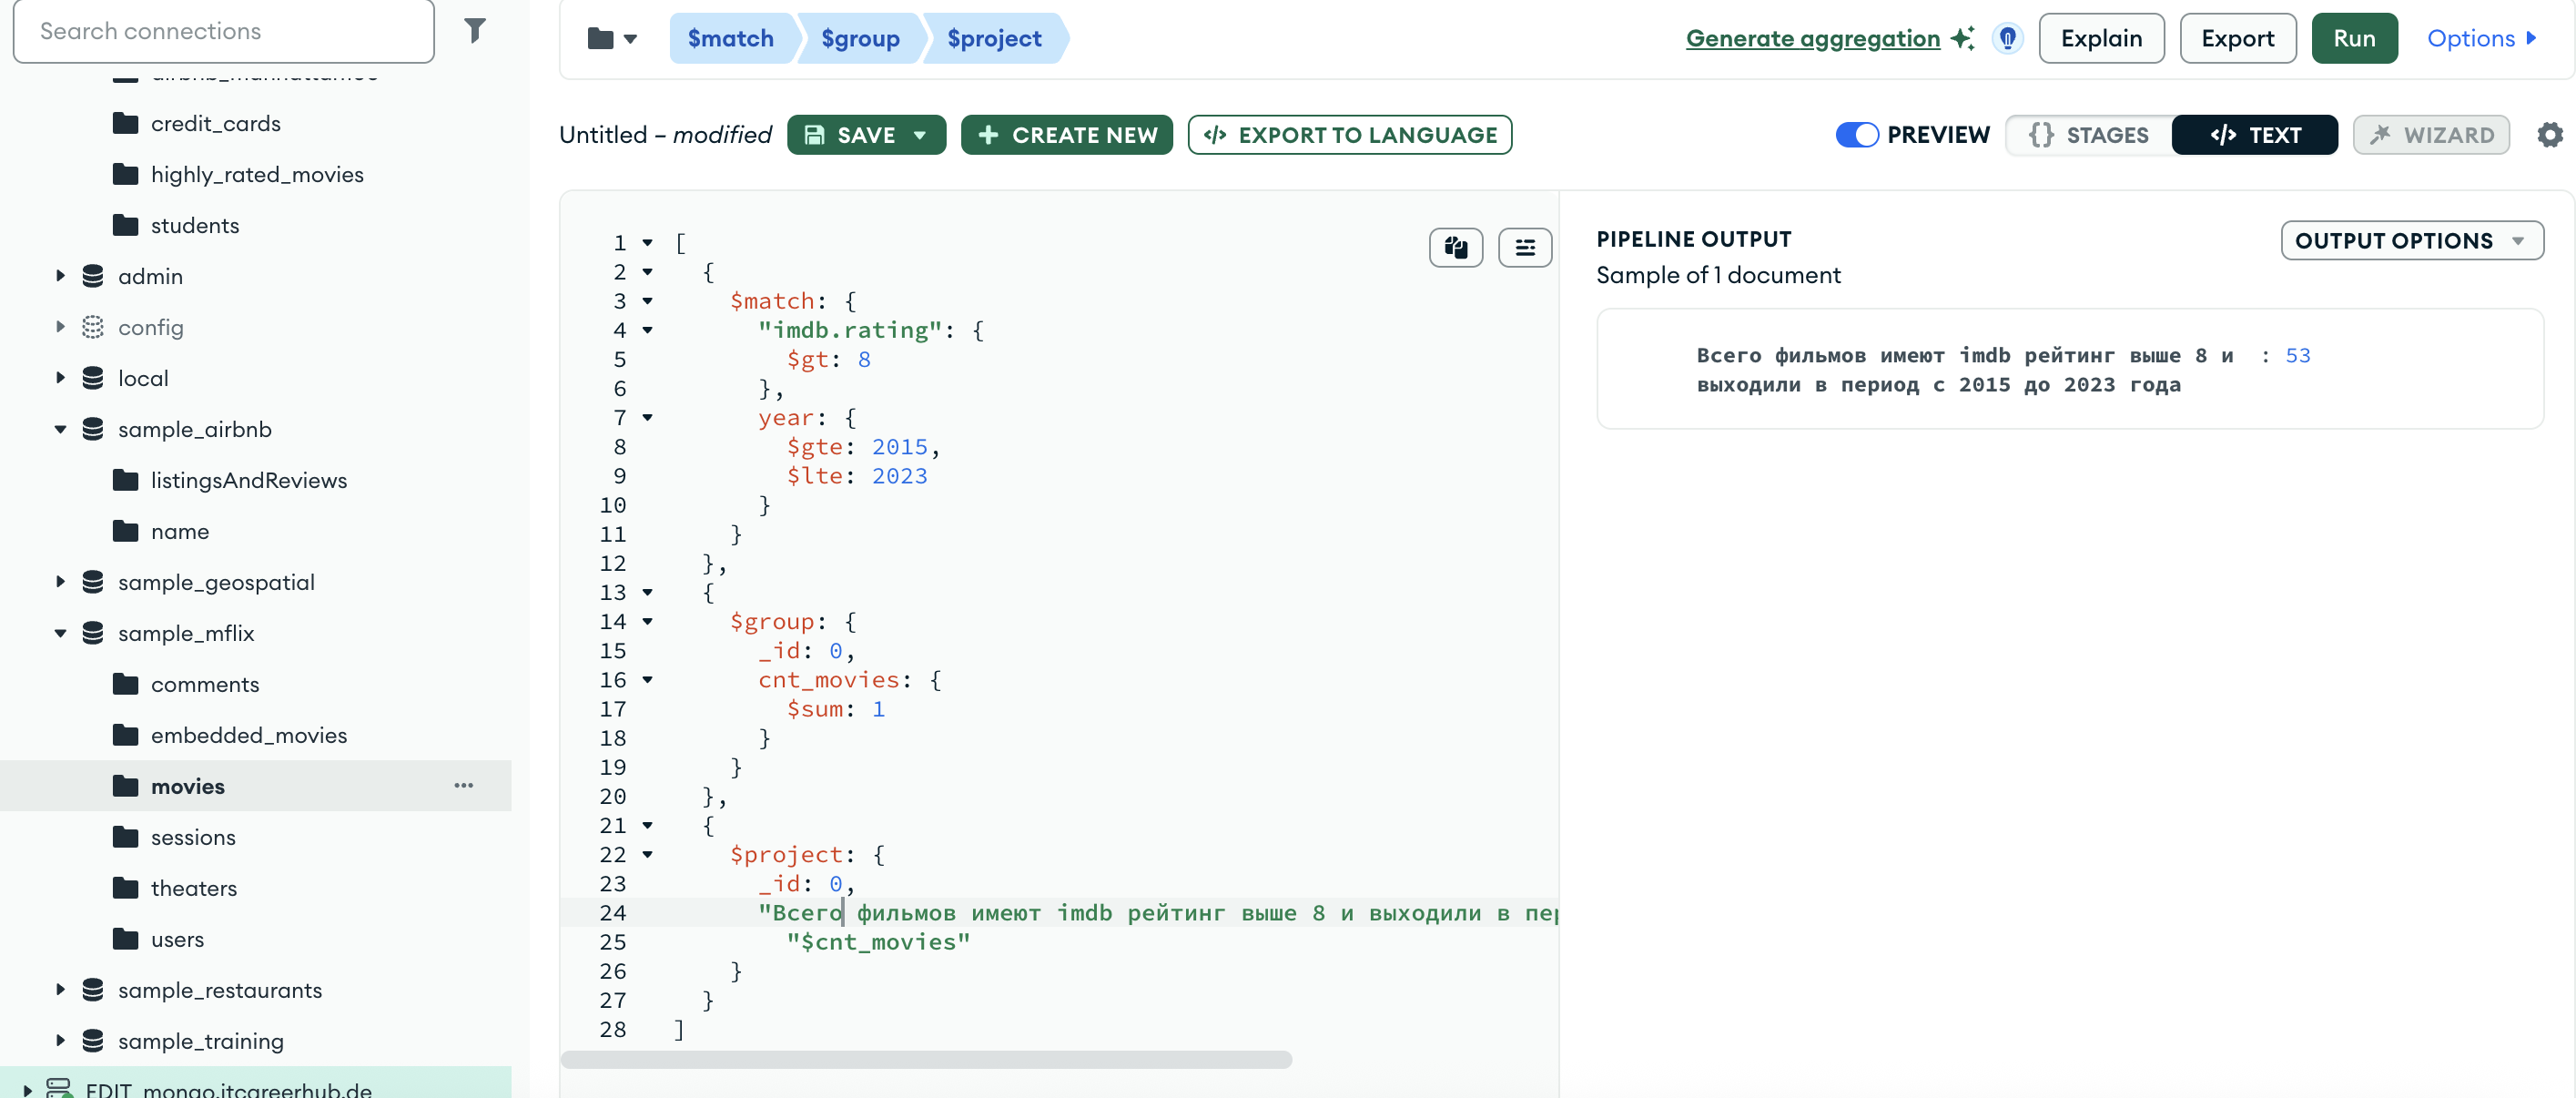 Search connections
credit_cards
highly_rated_movies
students
admin
config
local
sample_airbnb
listingsAndReviews
name
sample_geospatial
sample_mflix
comments
embedded_movies
movies
sessions
theaters
users
sample_restaurants
sample_training
EDIT_mongo.itcareerhub.de
$match $group $project
Generate aggregation Explain Export Run Options
Untitled – modified SAVE + CREATE NEW </> EXPORT TO LANGUAGE
PREVIEW {} STAGES </> TEXT WIZARD
1 [
2 {
3 $match: {
4 "imdb.rating": {
5 $gt: 8
6 },
7 year: {
8 $gte: 2015,
9 $lte: 2023
10 }
11 }
12 },
13 {
14 $group: {
15 _id: 0,
16 cnt_movies: {
17 $sum: 1
18 }
19 }
20 },
21 {
22 $project: {
23 _id: 0,
24 "Всего фильмов имеют imdb рейтинг выше 8 и выходили в пер
25 "$cnt_movies"
26 }
27 }
28 ]
PIPELINE OUTPUT
OUTPUT OPTIONS
Sample of 1 document
Всего фильмов имеют imdb рейтинг выше 8 и : 53
выходили в период с 2015 до 2023 года